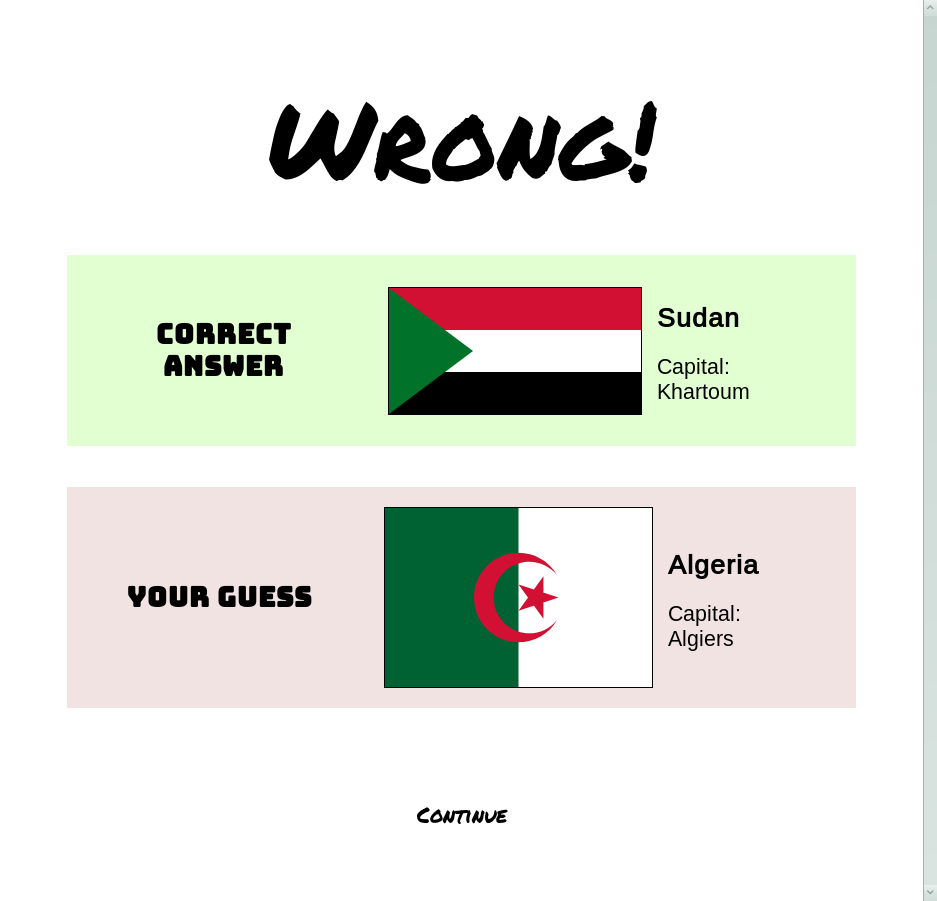 Wrong!
CORRECT
ANSWER
Sudan
Capital:
Khartoum
YOUR GUESS
Algeria
Capital:
Algiers
Continue